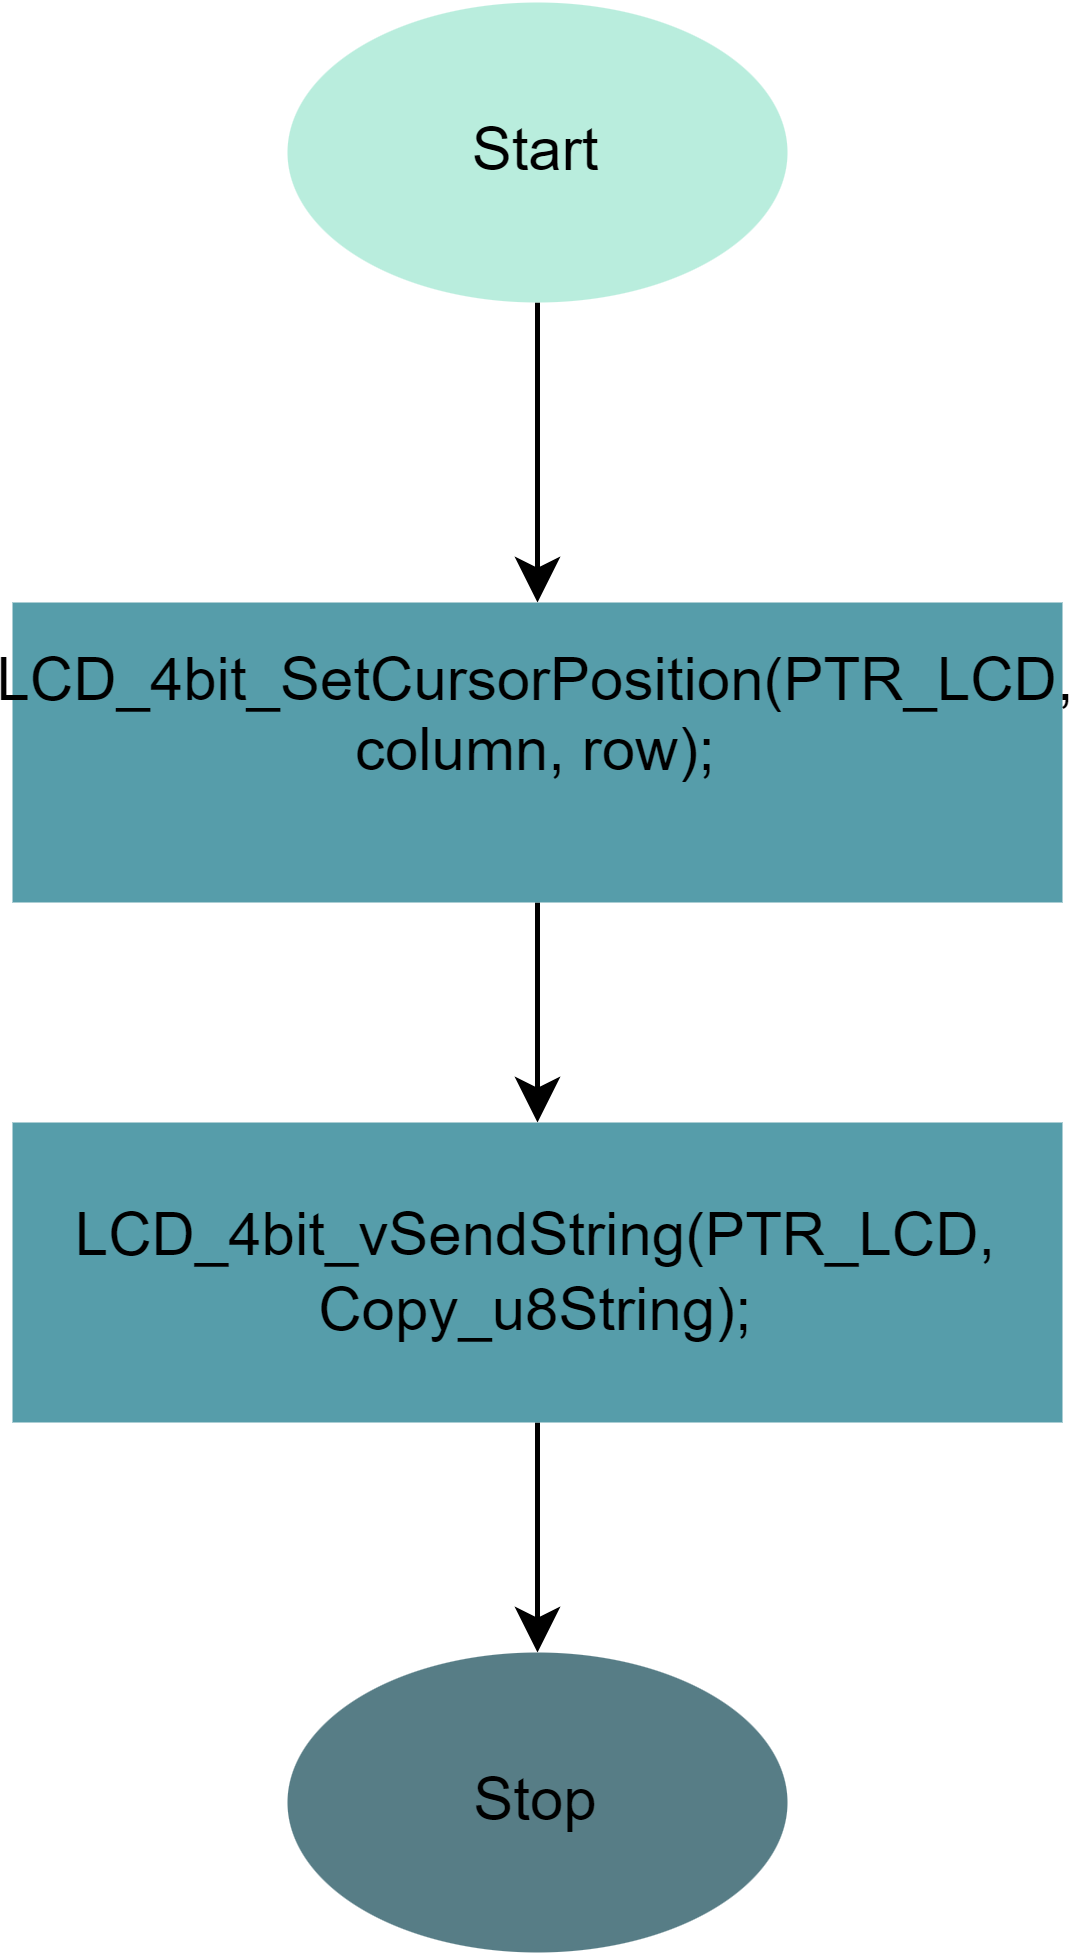 Start
LCD_4bit_SetCursorPosition(PTR_LCD,
column, row);
LCD_4bit_vSendString(PTR_LCD,
Copy_u8String);
Stop